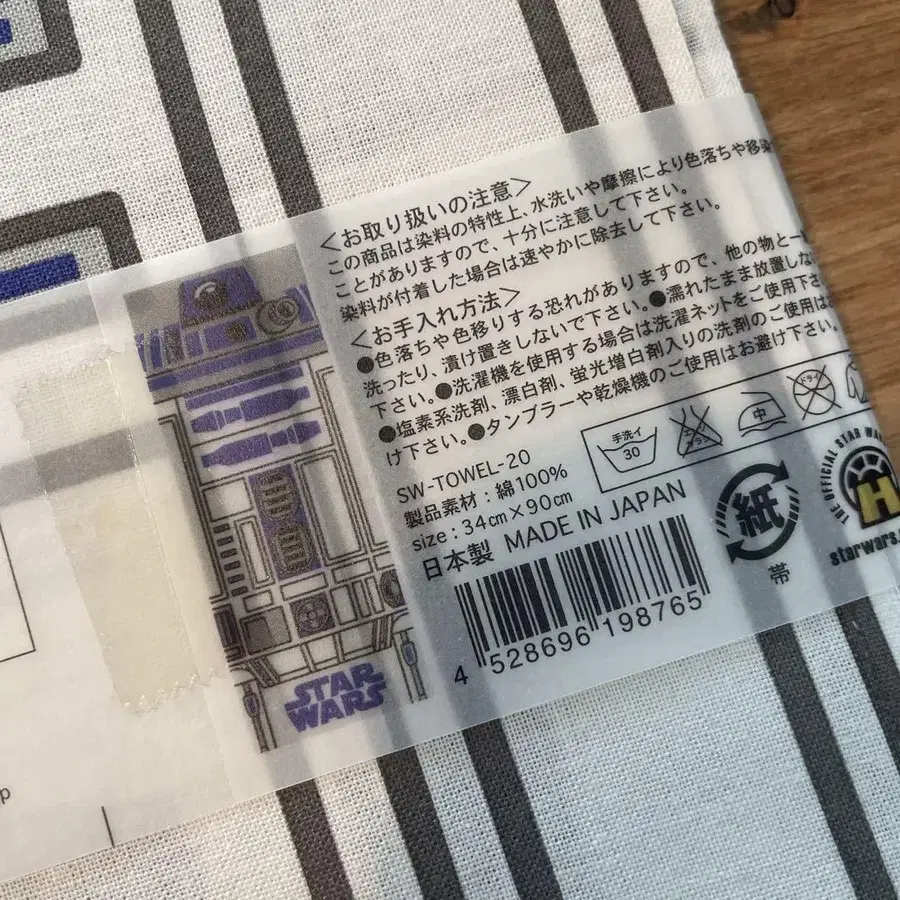 ＜お取り扱いの注意＞
この商品は染料の特性上、水洗いや摩擦により色落ちや移染
ことがありますので、十分に注意して下さい。
染料が付着した場合は速やかに除去して下さい。
＜お手入れ方法＞
●色落ちや色移りする恐れがありますので、他の物と一
洗ったり、漬け置きしないで下さい。●濡れたまま放置しな
下さい。●洗濯機を使用する場合は洗濯ネットをご使用下さ
●塩素系洗剤、漂白剤、蛍光増白剤入りの洗剤のご使用は
け下さい。●タンブラーや乾燥機のご使用はお避け下さい。
手洗イ
30
中
ドライ
SW-TOWEL-20
製品素材：綿100%
size：34cm×90cm
日本製 MADE IN JAPAN
4 528696 198765
紙
帯
THE OFFICIAL STAR WA
H
starwars.
STAR
WARS
p